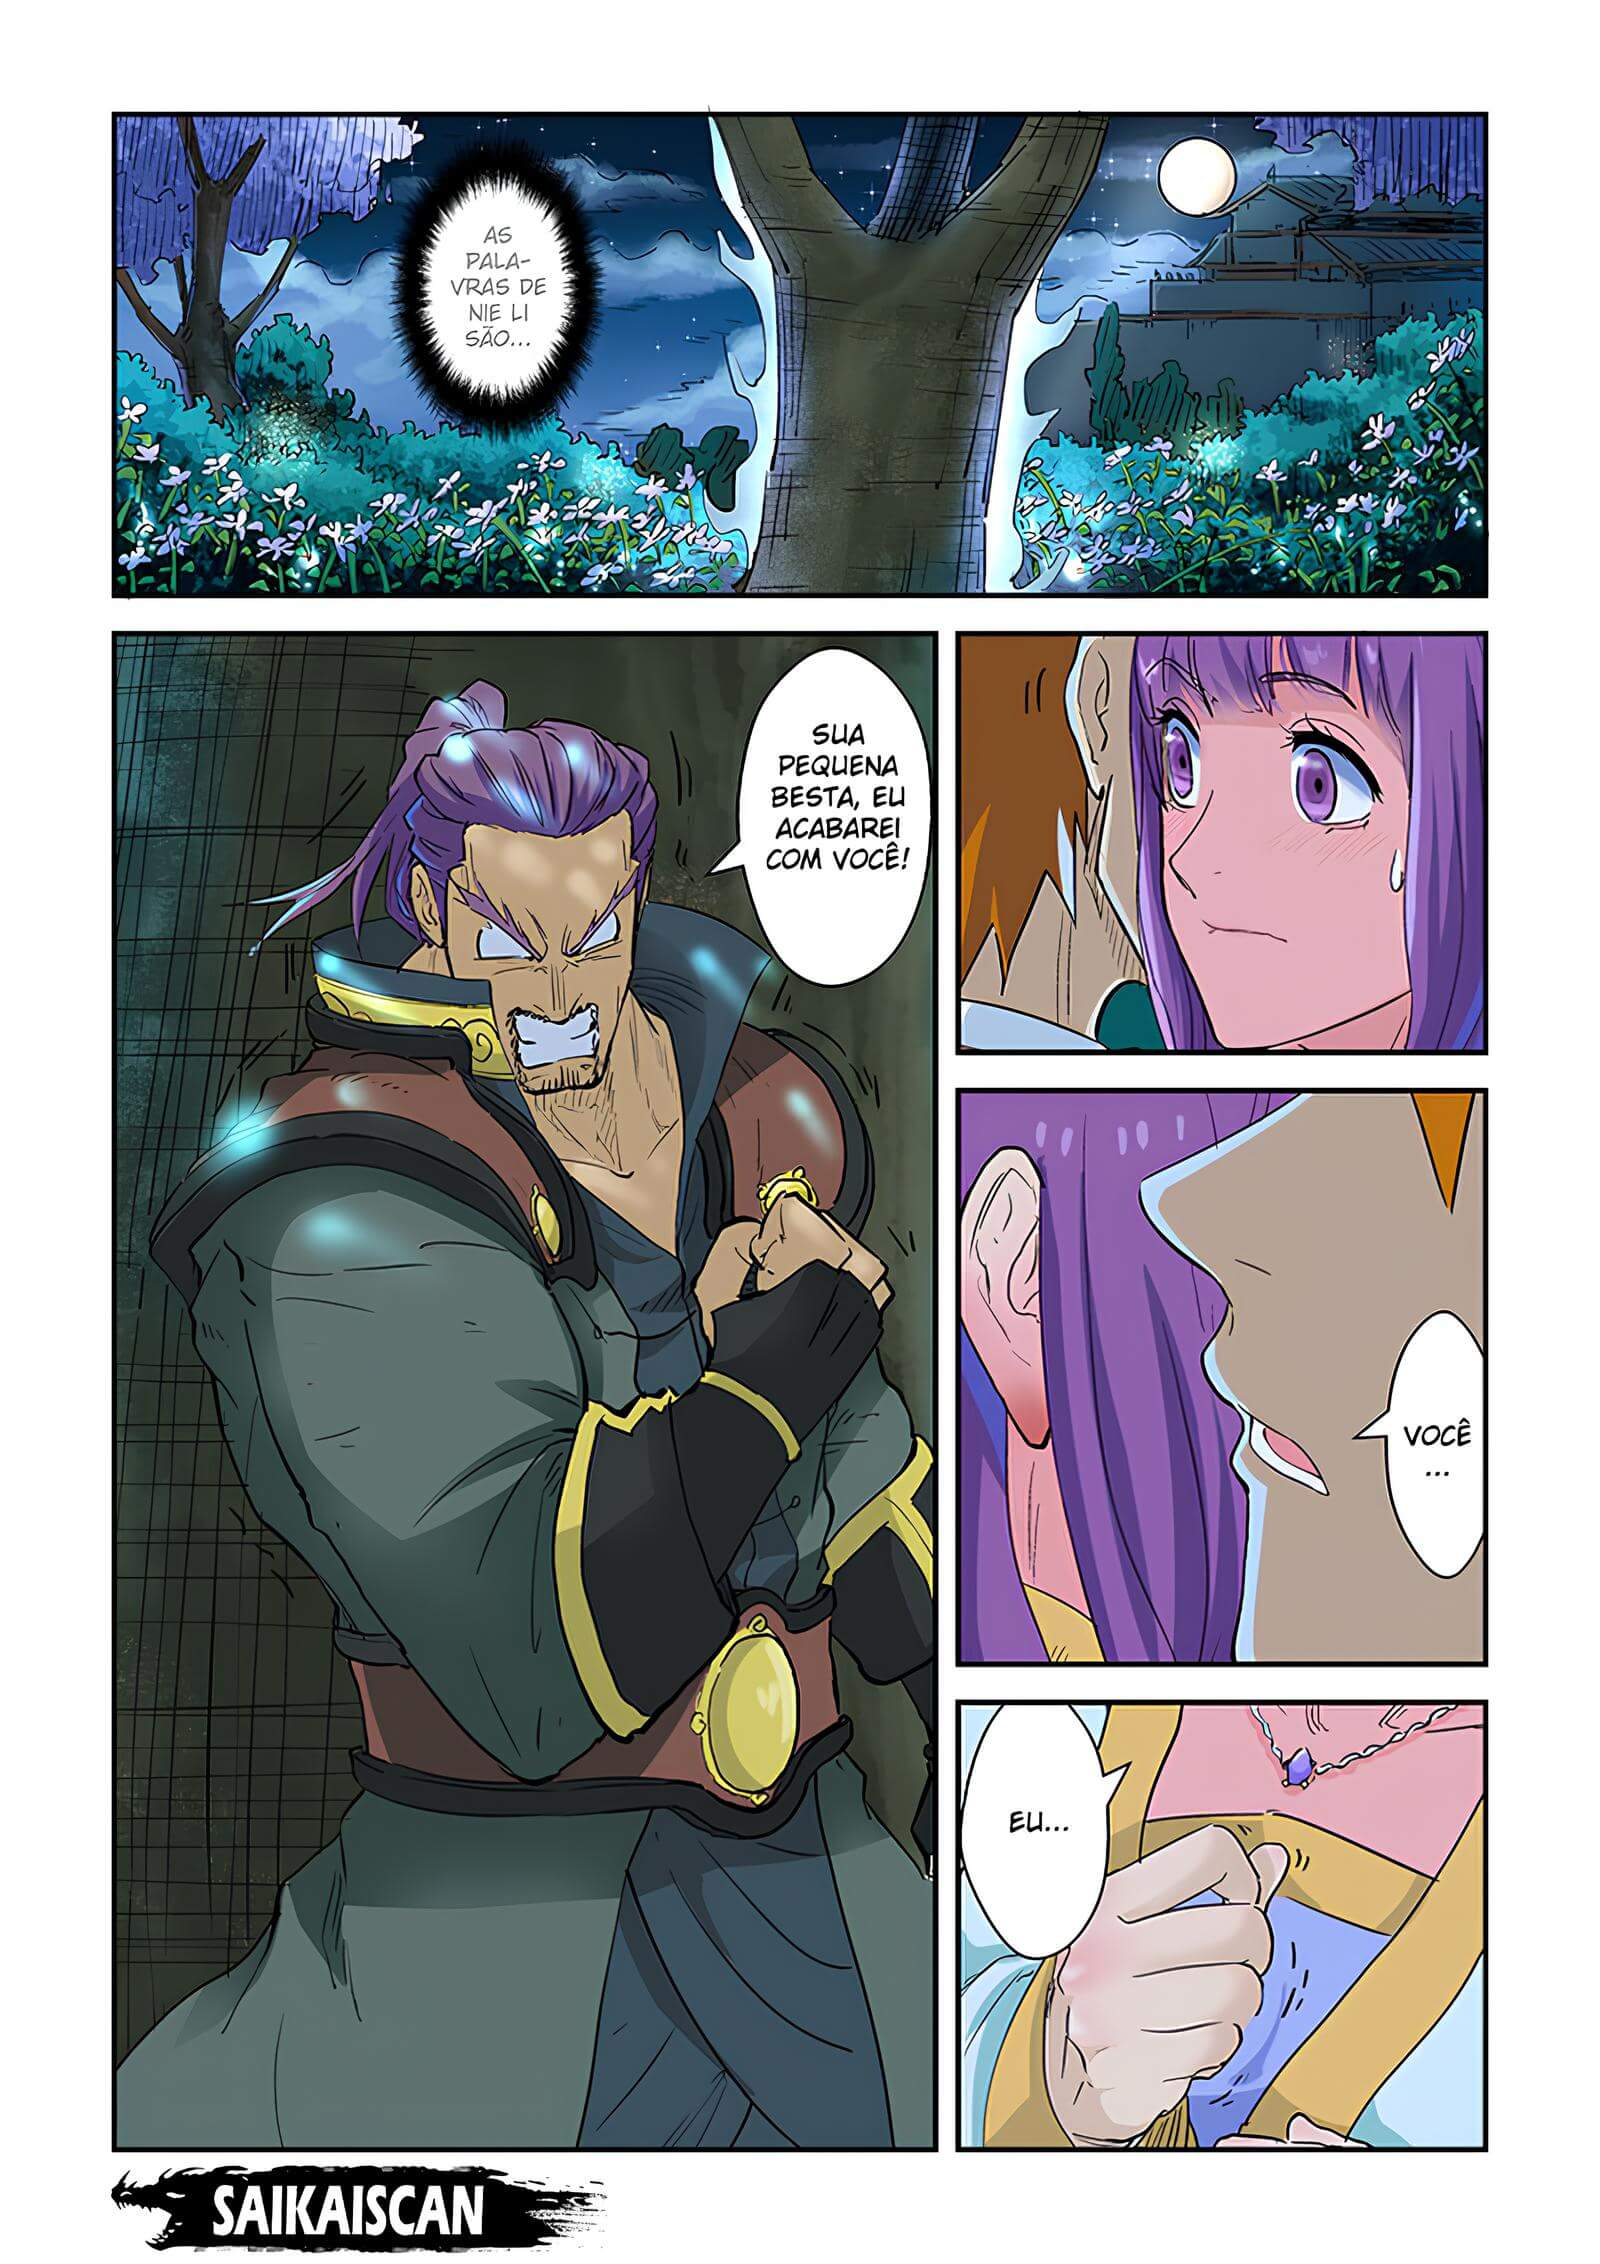 AS
PALA-
VRAS DE
NIE LI
SÃO...
SUA
PEQUENA
BESTA, EU
ACABAREI
COM VOCÊ!
VOCÊ
...
EU...
SAIKAISCAN